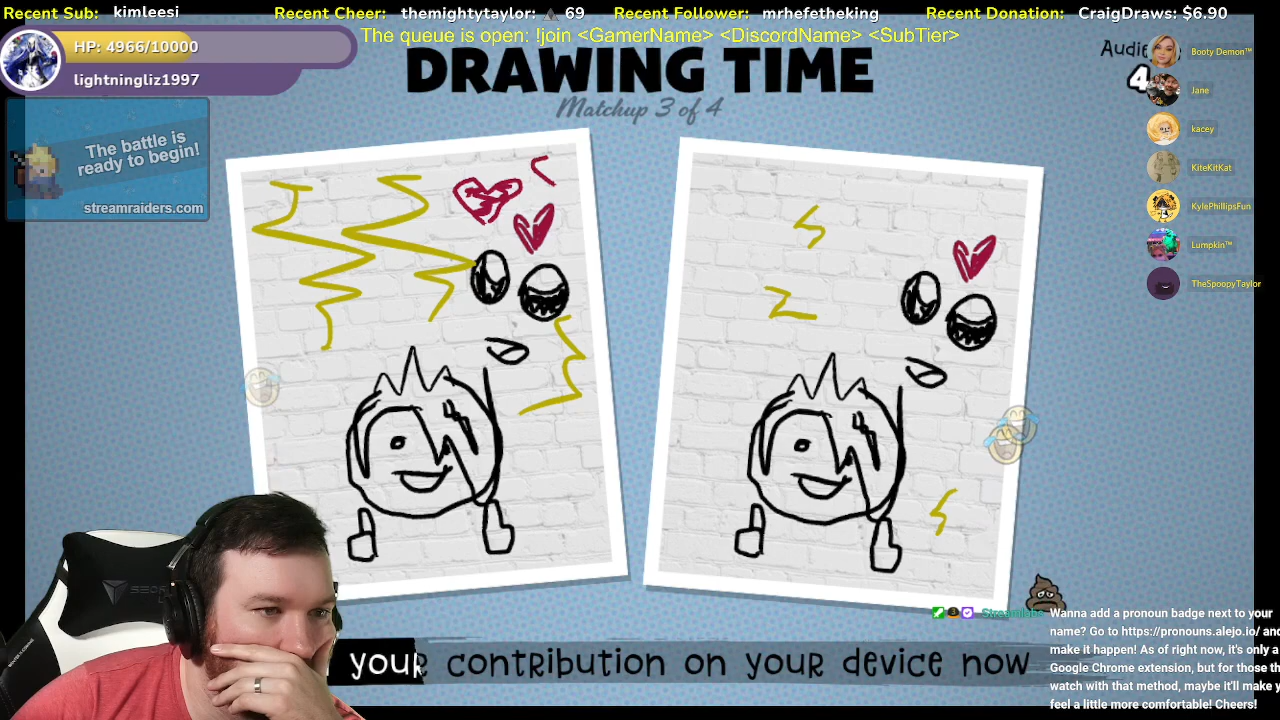 Recent Sub: kimleesi
Recent Cheer: themightytaylor: 69
Recent Follower: mrhefetheking
Recent Donation: CraigDraws: $6.90
The queue is open: !join <GamerName> <DiscordName> <SubTier>
HP: 4966/10000
lightningliz1997
DRAWING TIME
Matchup 3 of 4
4
Booty Demon™
Jane
kacey
KiteKitKat
KylePhillipsFun
Lumpkin™
TheSpoopyTaylor
The battle is
ready to begin!
streamraiders.com
your contribution on your device now
Wanna add a pronoun badge next to your
name? Go to https://pronouns.alejo.io/ and
make it happen! As of right now, it's only a
Google Chrome extension, but for those th
watch with that method, maybe it'll make y
feel a little more comfortable! Cheers!